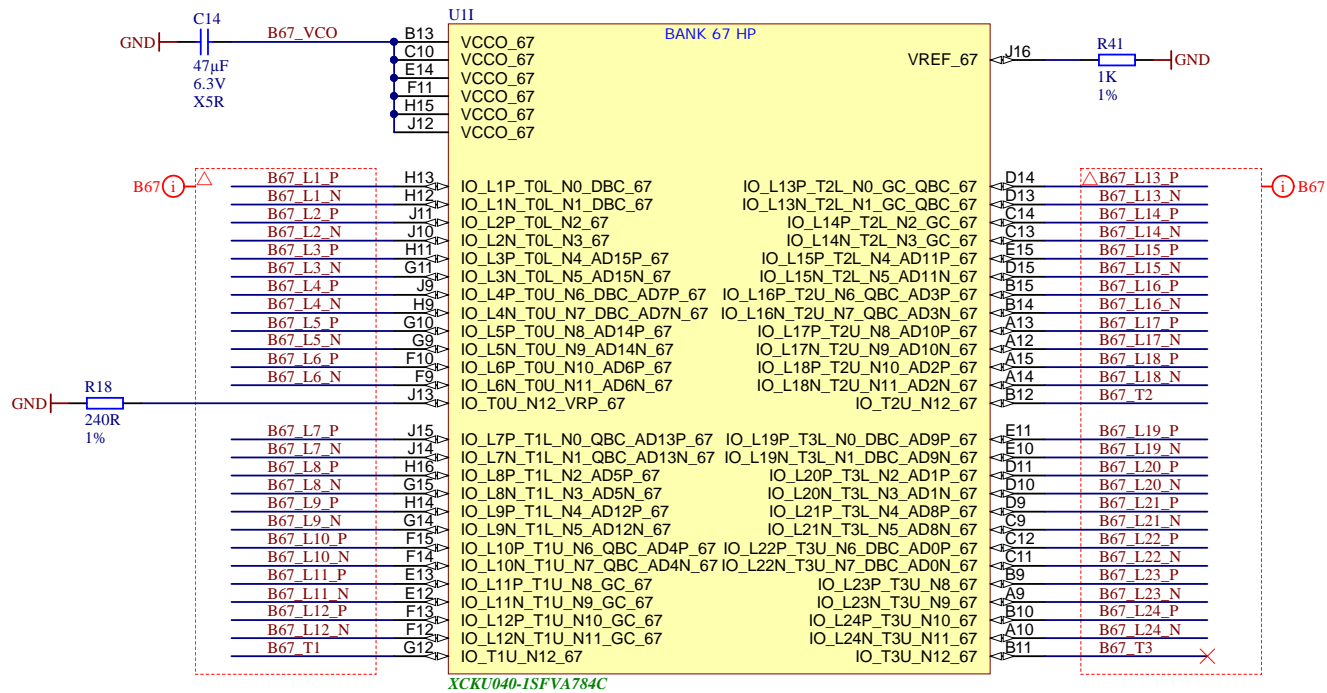 U1I
BANK 67 HP
C14
GND
47µF
6.3V
X5R
B67_VCO
B13 VCCO_67
C10 VCCO_67
E14 VCCO_67
F11 VCCO_67
H15 VCCO_67
J12 VCCO_67
VREF_67 J16
R41
1K
1%
GND
B67 i
B67_L1_P H13 IO_L1P_T0L_N0_DBC_67
B67_L1_N H12 IO_L1N_T0L_N1_DBC_67
B67_L2_P J11 IO_L2P_T0L_N2_67
B67_L2_N J10 IO_L2N_T0L_N3_67
B67_L3_P H11 IO_L3P_T0L_N4_AD15P_67
B67_L3_N G11 IO_L3N_T0L_N5_AD15N_67
B67_L4_P J9 IO_L4P_T0U_N6_DBC_AD7P_67
B67_L4_N H9 IO_L4N_T0U_N7_DBC_AD7N_67
B67_L5_P G10 IO_L5P_T0U_N8_AD14P_67
B67_L5_N G9 IO_L5N_T0U_N9_AD14N_67
B67_L6_P F10 IO_L6P_T0U_N10_AD6P_67
B67_L6_N F9 IO_L6N_T0U_N11_AD6N_67
GND
R18
240R
1%
J13 IO_T0U_N12_VRP_67
B67_L7_P J15 IO_L7P_T1L_N0_QBC_AD13P_67
B67_L7_N J14 IO_L7N_T1L_N1_QBC_AD13N_67
B67_L8_P H16 IO_L8P_T1L_N2_AD5P_67
B67_L8_N G15 IO_L8N_T1L_N3_AD5N_67
B67_L9_P H14 IO_L9P_T1L_N4_AD12P_67
B67_L9_N G14 IO_L9N_T1L_N5_AD12N_67
B67_L10_P F15 IO_L10P_T1U_N6_QBC_AD4P_67
B67_L10_N F14 IO_L10N_T1U_N7_QBC_AD4N_67
B67_L11_P E13 IO_L11P_T1U_N8_GC_67
B67_L11_N E12 IO_L11N_T1U_N9_GC_67
B67_L12_P F13 IO_L12P_T1U_N10_GC_67
B67_L12_N F12 IO_L12N_T1U_N11_GC_67
B67_T1 G12 IO_T1U_N12_67
IO_L13P_T2L_N0_GC_QBC_67 D14 B67_L13_P
IO_L13N_T2L_N1_GC_QBC_67 D13 B67_L13_N
IO_L14P_T2L_N2_GC_67 C14 B67_L14_P
IO_L14N_T2L_N3_GC_67 C13 B67_L14_N
IO_L15P_T2L_N4_AD11P_67 E15 B67_L15_P
IO_L15N_T2L_N5_AD11N_67 D15 B67_L15_N
IO_L16P_T2U_N6_QBC_AD3P_67 B15 B67_L16_P
IO_L16N_T2U_N7_QBC_AD3N_67 B14 B67_L16_N
IO_L17P_T2U_N8_AD10P_67 A13 B67_L17_P
IO_L17N_T2U_N9_AD10N_67 A12 B67_L17_N
IO_L18P_T2U_N10_AD2P_67 A15 B67_L18_P
IO_L18N_T2U_N11_AD2N_67 A14 B67_L18_N
IO_T2U_N12_67 B12 B67_T2
IO_L19P_T3L_N0_DBC_AD9P_67 E11 B67_L19_P
IO_L19N_T3L_N1_DBC_AD9N_67 E10 B67_L19_N
IO_L20P_T3L_N2_AD1P_67 D11 B67_L20_P
IO_L20N_T3L_N3_AD1N_67 D10 B67_L20_N
IO_L21P_T3L_N4_AD8P_67 D9 B67_L21_P
IO_L21N_T3L_N5_AD8N_67 C9 B67_L21_N
IO_L22P_T3U_N6_DBC_AD0P_67 C12 B67_L22_P
IO_L22N_T3U_N7_DBC_AD0N_67 C11 B67_L22_N
IO_L23P_T3U_N8_67 B9 B67_L23_P
IO_L23N_T3U_N9_67 A9 B67_L23_N
IO_L24P_T3U_N10_67 B10 B67_L24_P
IO_L24N_T3U_N11_67 A10 B67_L24_N
IO_T3U_N12_67 B11 B67_T3
i B67
XCKU040-1SFVA784C